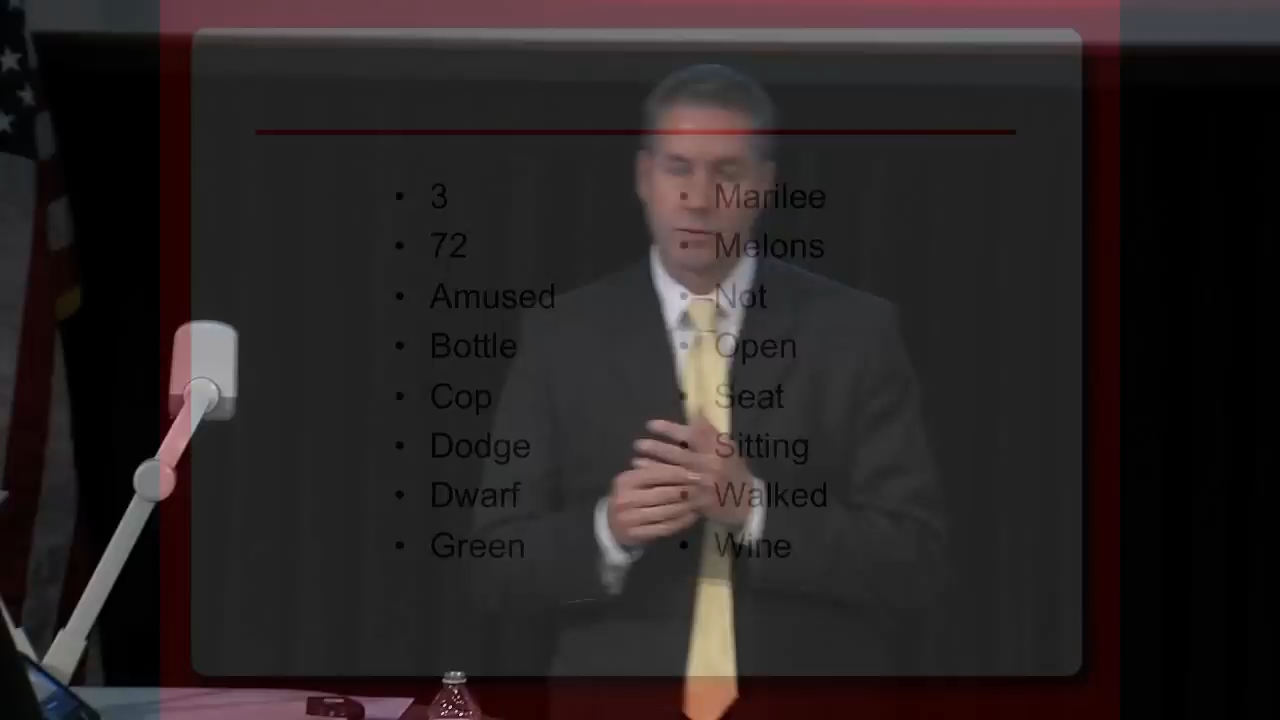 3
72
Amused
Bottle
Cop
Dodge
Dwarf
Green
Marilee
Melons
Not
Open
Seat
Sitting
Walked
Wine